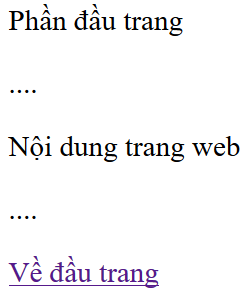 Phần đầu trang
....
Nội dung trang web
....
Về đầu trang